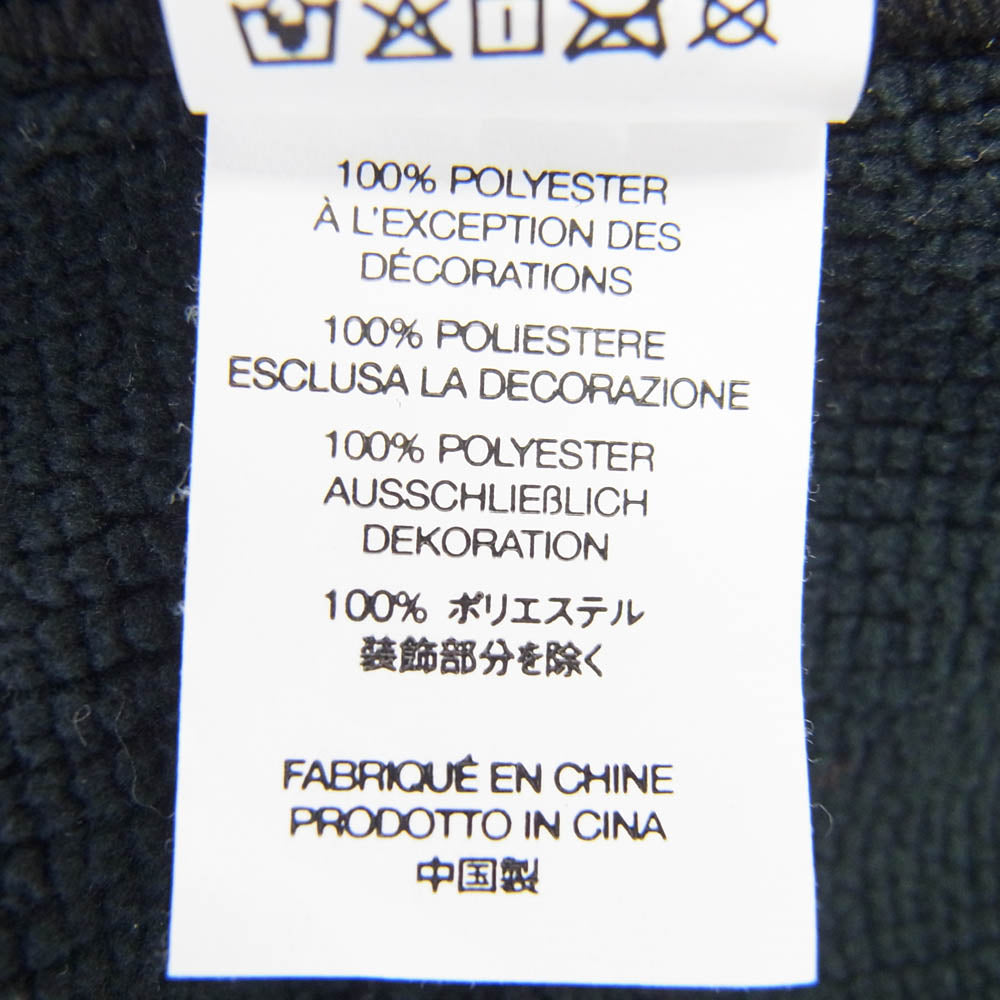 100% POLYESTER
À L'EXCEPTION DES
DÉCORATIONS
100% POLIESTERE
ESCLUSA LA DECORAZIONE
100% POLYESTER
AUSSCHLIEßLICH
DEKORATION
100% ポリエステル
装飾部分を除く
FABRIQUÉ EN CHINE
PRODOTTO IN CINA
中国製